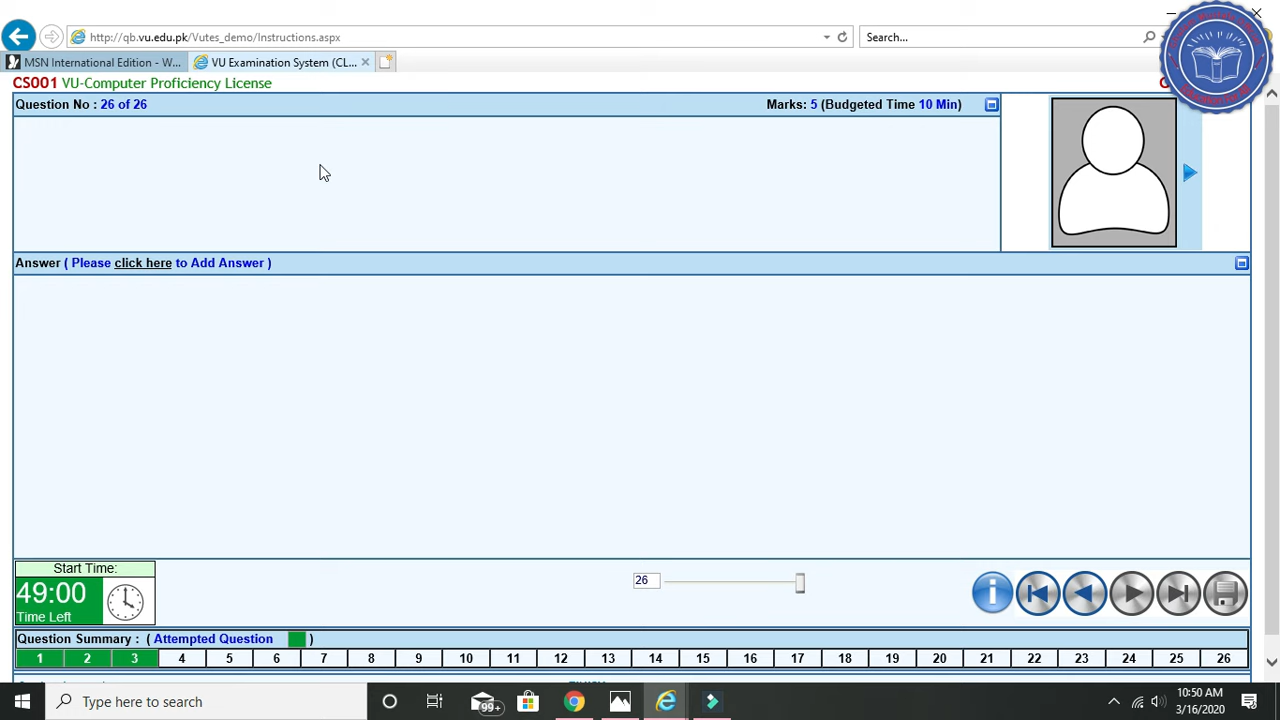 http://qb.vu.edu.pk/Vutes_demo/Instructions.aspx
Search...
MSN International Edition - W...
VU Examination System (CL...
CS001 VU-Computer Proficiency License
Question No : 26 of 26
Marks: 5 (Budgeted Time 10 Min)
Answer ( Please click here to Add Answer )
Start Time:
49:00
Time Left
26
Question Summary : ( Attempted Question )
1 2 3 4 5 6 7 8 9 10 11 12 13 14 15 16 17 18 19 20 21 22 23 24 25 26
Type here to search
99+
10:50 AM
3/16/2020